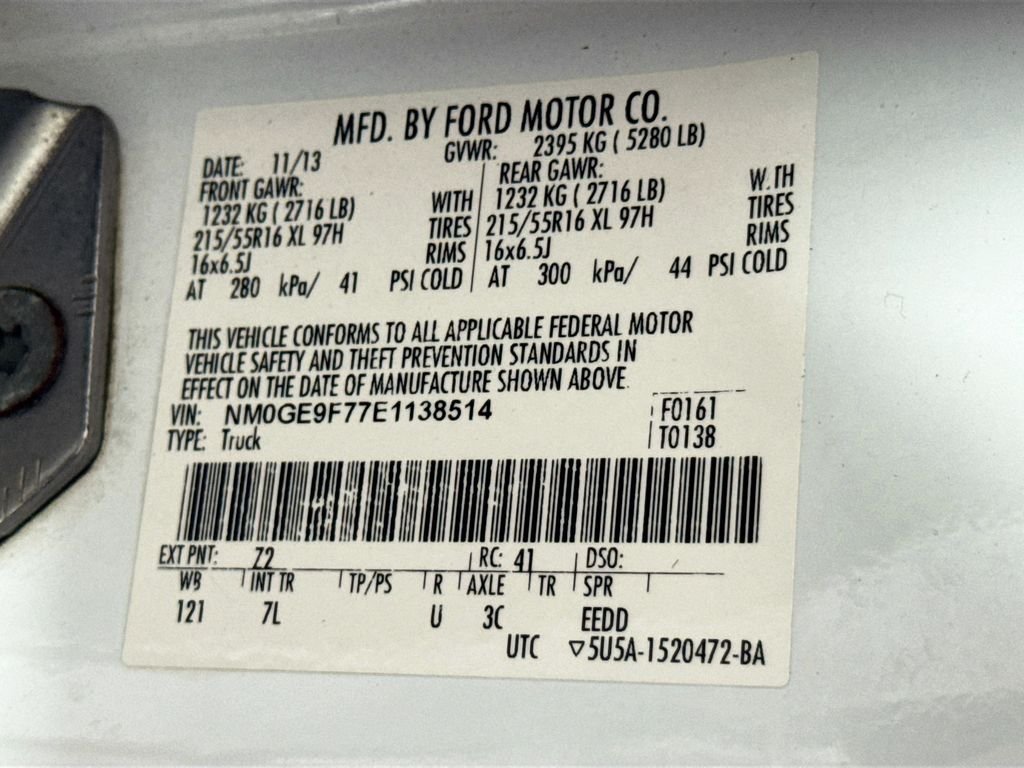 MFD. BY FORD MOTOR CO.
DATE: 11/13 GVWR: 2395 KG ( 5280 LB)
FRONT GAWR: REAR GAWR:
1232 KG ( 2716 LB) WITH 1232 KG ( 2716 LB) W.TH
215/55R16 XL 97H TIRES 215/55R16 XL 97H TIRES
16x6.5J RIMS 16x6.5J RIMS
AT 280 kPa/ 41 PSI COLD AT 300 kPa/ 44 PSI COLD
THIS VEHICLE CONFORMS TO ALL APPLICABLE FEDERAL MOTOR
VEHICLE SAFETY AND THEFT PREVENTION STANDARDS IN
EFFECT ON THE DATE OF MANUFACTURE SHOWN ABOVE.
VIN: NM0GE9F77E1138514 F0161
TYPE: Truck T0138
EXT PNT: Z2 RC: 41 DSO:
WB INT TR TP/PS R AXLE TR SPR
121 7L U 3C EEDD
UTC ▽5U5A-1520472-BA